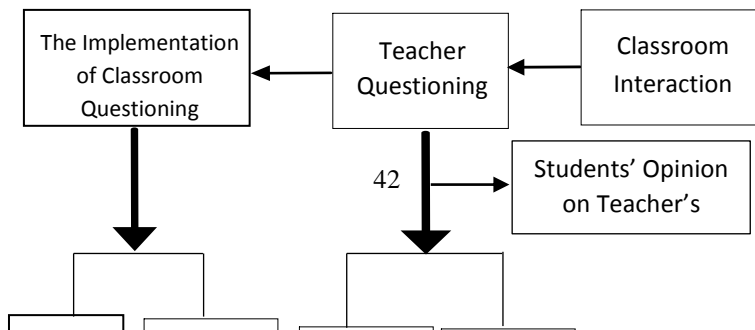 The Implementation
of Classroom
Questioning
Teacher
Questioning
Classroom
Interaction
42
Students’ Opinion
on Teacher’s